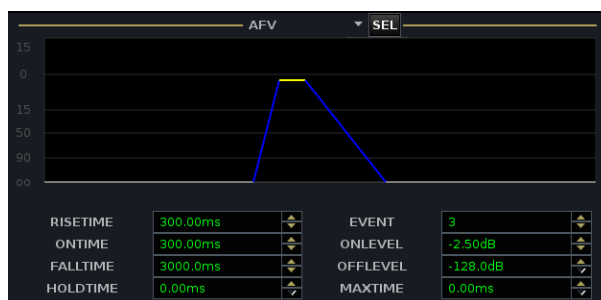 AFV SEL
15
0
15
50
90
oo
RISETIME 300.00ms EVENT 3
ONTIME 300.00ms ONLEVEL -2.50dB
FALLTIME 3000.0ms OFFLEVEL -128.0dB
HOLDTIME 0.00ms MAXTIME 0.00ms